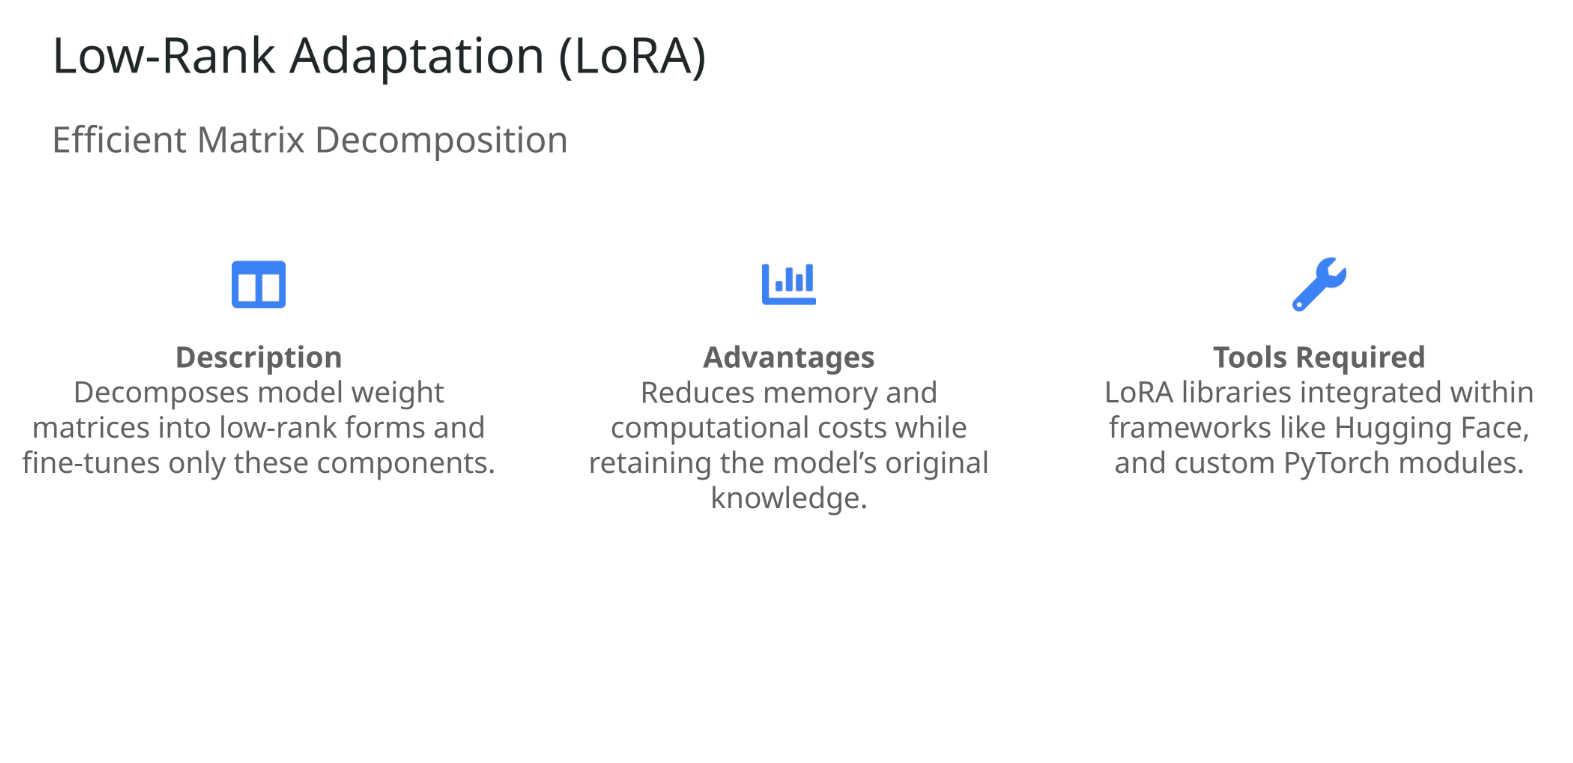 Low-Rank Adaptation (LoRA)
Efficient Matrix Decomposition
Description
Decomposes model weight
matrices into low-rank forms and
fine-tunes only these components.
Advantages
Reduces memory and
computational costs while
retaining the model’s original
knowledge.
Tools Required
LoRA libraries integrated within
frameworks like Hugging Face,
and custom PyTorch modules.